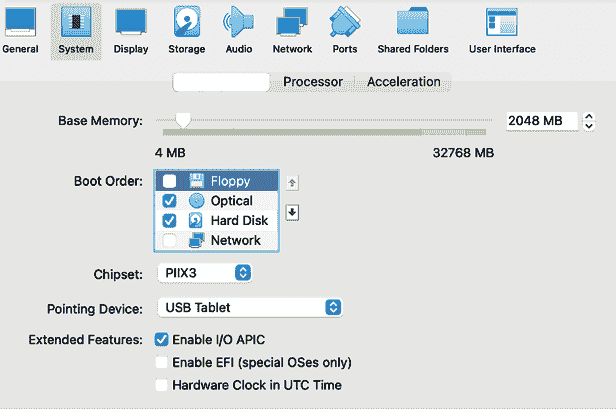 General System Display Storage Audio Network Ports Shared Folders User Interface
Processor Acceleration
Base Memory: 2048 MB
4 MB 32768 MB
Boot Order: Floppy
Optical
Hard Disk
Network
Chipset: PIIX3
Pointing Device: USB Tablet
Extended Features: Enable I/O APIC
Enable EFI (special OSes only)
Hardware Clock in UTC Time